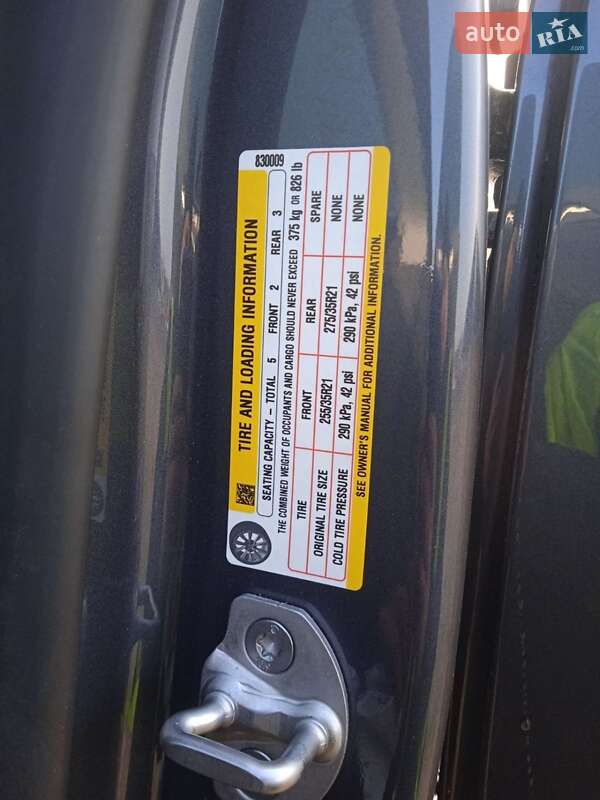 auto RIA.com
830009
TIRE AND LOADING INFORMATION
SEATING CAPACITY – TOTAL 5 FRONT 2 REAR 3
THE COMBINED WEIGHT OF OCCUPANTS AND CARGO SHOULD NEVER EXCEED 375 kg OR 826 lb
TIRE FRONT REAR SPARE
ORIGINAL TIRE SIZE 255/35R21 275/35R21 NONE
COLD TIRE PRESSURE 290 kPa, 42 psi 290 kPa, 42 psi NONE
SEE OWNER'S MANUAL FOR ADDITIONAL INFORMATION.